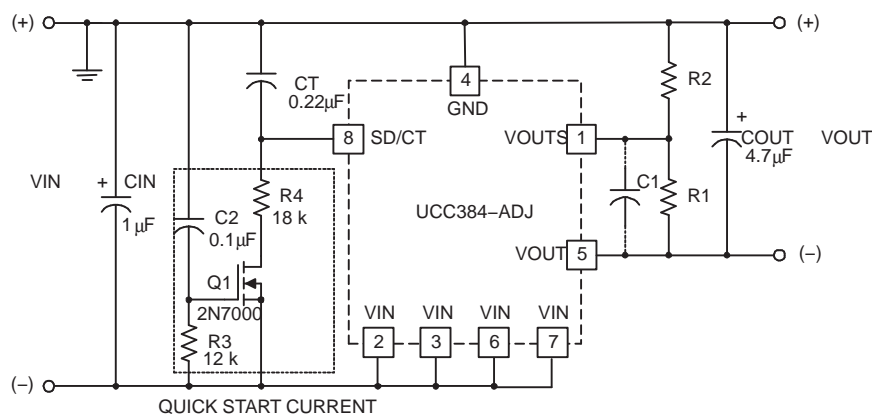 (+)
(+)
CT
0.22µF
4
GND
R2
8
SD/CT
VOUTS
1
+
COUT
VOUT
4.7µF
VIN
+
CIN
1 µF
C2
0.1µF
R4
18 k
UCC384–ADJ
C1
R1
VOUT
5
(–)
Q1
2N7000
VIN
VIN
VIN
VIN
2
3
6
7
R3
12 k
(–)
QUICK START CURRENT